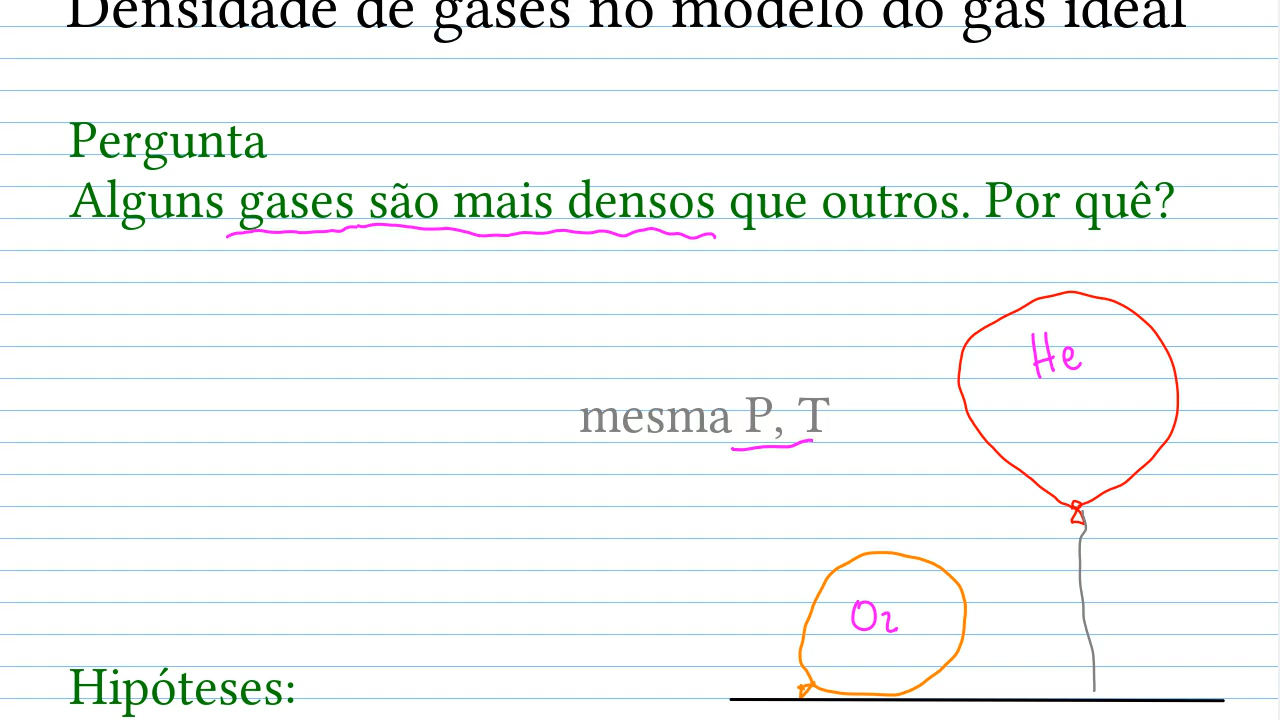 Densidade de gases no modelo do gás ideal
Pergunta
Alguns gases são mais densos que outros. Por quê?
He
mesma P, T
O2
Hipóteses: